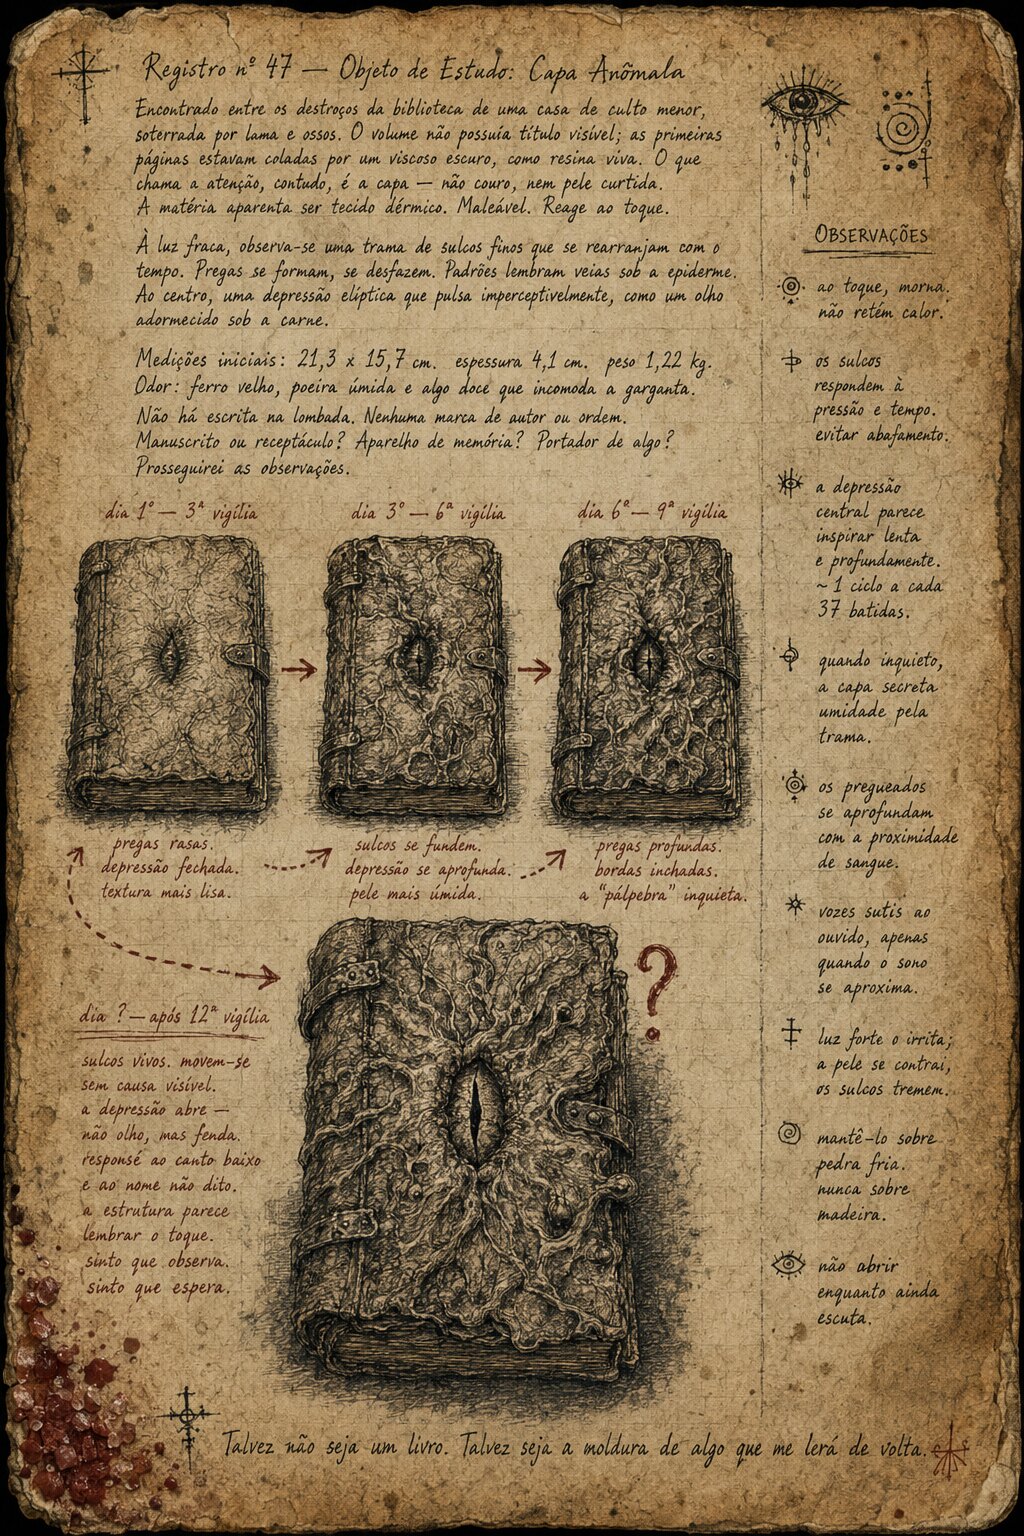 Registro nº 47 — Objeto de Estudo: Capa Anômala
Encontrado entre os destroços da biblioteca de uma casa de culto menor,
soterrada por lama e ossos. O volume não possuía título visível; as primeiras
páginas estavam coladas por um viscoso escuro, como resina viva. O que
chama a atenção, contudo, é a capa — não couro, nem pele curtida.
A matéria aparenta ser tecido dérmico. Maleável. Reage ao toque.
À luz fraca, observa-se uma trama de sulcos finos que se rearranjam com o
tempo. Pregas se formam, se desfazem. Padrões lembram veias sob a epiderme.
Ao centro, uma depressão elíptica que pulsa imperceptivelmente, como um olho
adormecido sob a carne.
Medições iniciais: 21,3 x 15,7 cm. espessura 4,1 cm. peso 1,22 kg.
Odor: ferro velho, poeira úmida e algo doce que incomoda a garganta.
Não há escrita na lombada. Nenhuma marca de autor ou ordem.
Manuscrito ou receptáculo? Aparelho de memória? Portador de algo?
Prosseguirei as observações.
dia 1º — 3ª vigília
dia 3º — 6ª vigília
dia 6º — 9ª vigília
pregas rasas.
depressão fechada.
textura mais lisa.
sulcos se fundem.
depressão se aprofunda.
pele mais úmida.
pregas profundas.
bordas inchadas.
a "pálpebra" inquieta.
?
dia ? — após 12ª vigília
sulcos vivos. movem-se
sem causa visível.
a depressão abre —
não olho, mas fenda.
responsé ao canto baixo
e ao nome não dito.
a estrutura parece
lembrar o toque.
sinto que observa.
sinto que espera.
OBSERVAÇÕES
ao toque, morna.
não retém calor.
os sulcos
respondem à
pressão e tempo.
evitar abafamento.
a depressão
central parece
inspirar lenta
e profundamente.
~ 1 ciclo a cada
37 batidas.
quando inquieto,
a capa secreta
umidade pela
trama.
os pregueados
se aprofundam
com a proximidade
de sangue.
vozes sutis ao
ouvido, apenas
quando o sono
se aproxima.
luz forte o irrita;
a pele se contrai,
os sulcos tremem.
mantê-lo sobre
pedra fria.
nunca sobre
madeira.
não abrir
enquanto ainda
escuta.
Talvez não seja um livro. Talvez seja a moldura de algo que me lerá de volta.